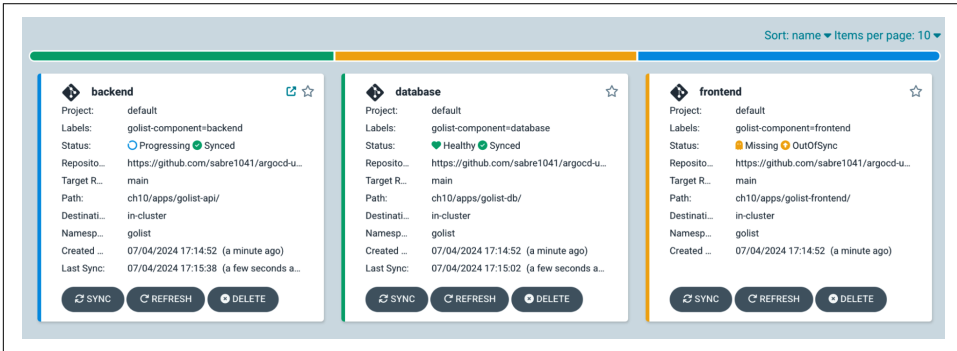 Sort: name Items per page: 10
backend
Project: default
Labels: golist-component=backend
Status: Progressing Synced
Reposito... https://github.com/sabre1041/argocd-u...
Target R... main
Path: ch10/apps/golist-api/
Destinati... in-cluster
Namesp... golist
Created ... 07/04/2024 17:14:52 (a minute ago)
Last Sync: 07/04/2024 17:15:38 (a few seconds a...
SYNC REFRESH DELETE
database
Project: default
Labels: golist-component=database
Status: Healthy Synced
Reposito... https://github.com/sabre1041/argocd-u...
Target R... main
Path: ch10/apps/golist-db/
Destinati... in-cluster
Namesp... golist
Created ... 07/04/2024 17:14:52 (a minute ago)
Last Sync: 07/04/2024 17:15:02 (a few seconds a...
SYNC REFRESH DELETE
frontend
Project: default
Labels: golist-component=frontend
Status: Missing OutOfSync
Reposito... https://github.com/sabre1041/argocd-u...
Target R... main
Path: ch10/apps/golist-frontend/
Destinati... in-cluster
Namesp... golist
Created ... 07/04/2024 17:14:52 (a minute ago)
SYNC REFRESH DELETE